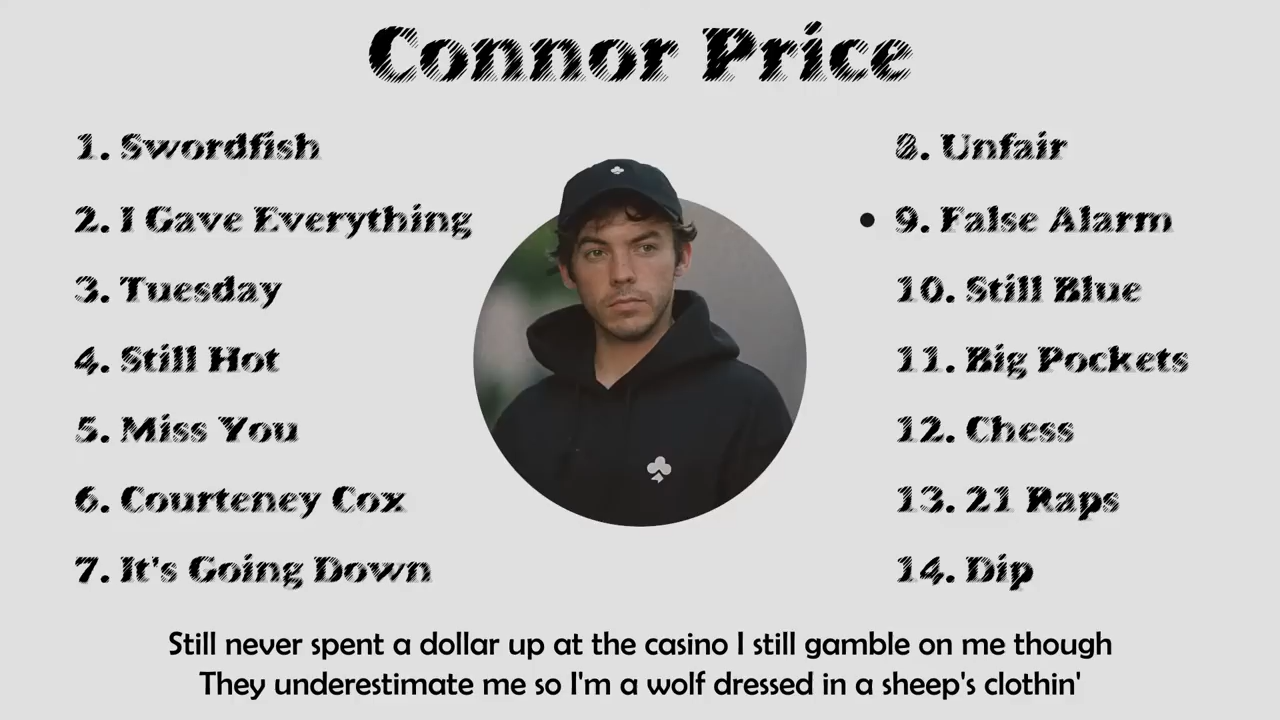 Connor Price
1. Swordfish
2. I Gave Everything
3. Tuesday
4. Still Hot
5. Miss You
6. Courteney Cox
7. It's Going Down
8. Unfair
• 9. False Alarm
10. Still Blue
11. Big Pockets
12. Chess
13. 21 Raps
14. Dip
Still never spent a dollar up at the casino I still gamble on me though
They underestimate me so I'm a wolf dressed in a sheep's clothin'